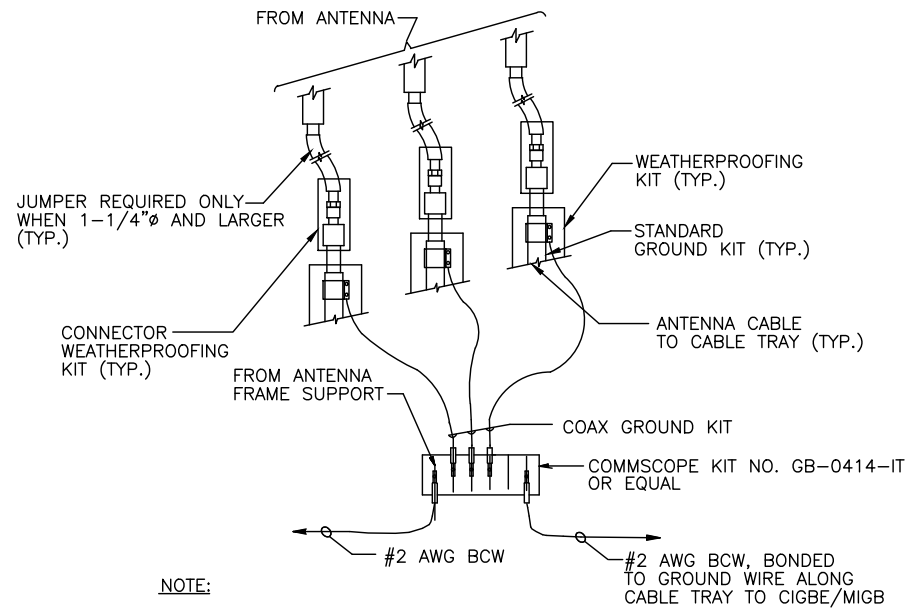 FROM ANTENNA
JUMPER REQUIRED ONLY
WHEN 1-1/4"ø AND LARGER
(TYP.)
WEATHERPROOFING
KIT (TYP.)
STANDARD
GROUND KIT (TYP.)
CONNECTOR
WEATHERPROOFING
KIT (TYP.)
ANTENNA CABLE
TO CABLE TRAY (TYP.)
FROM ANTENNA
FRAME SUPPORT
COAX GROUND KIT
COMMSCOPE KIT NO. GB-0414-IT
OR EQUAL
#2 AWG BCW
#2 AWG BCW, BONDED
TO GROUND WIRE ALONG
CABLE TRAY TO CIGBE/MIGB
NOTE: